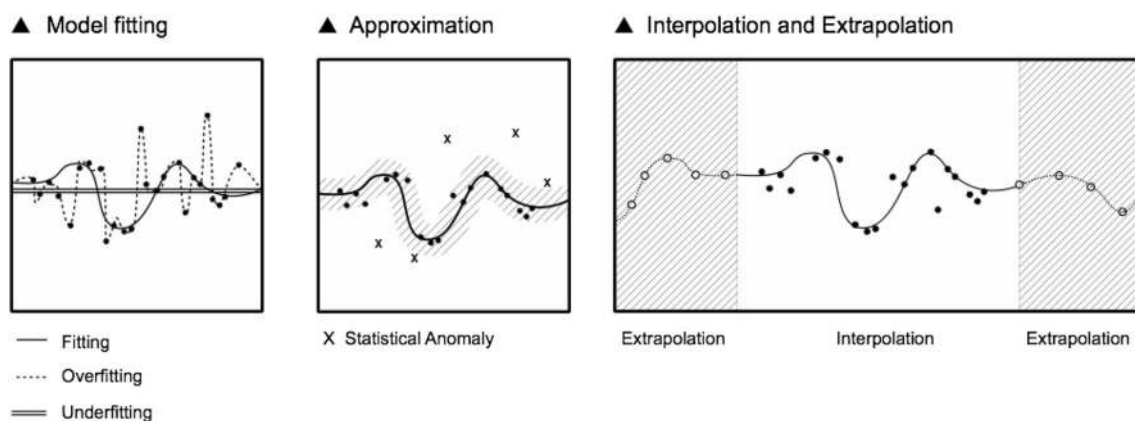 ▲ Model fitting
▲ Approximation
▲ Interpolation and Extrapolation
x
x
x
x
x
Fitting
Overfitting
Underfitting
X Statistical Anomaly
Extrapolation
Interpolation
Extrapolation